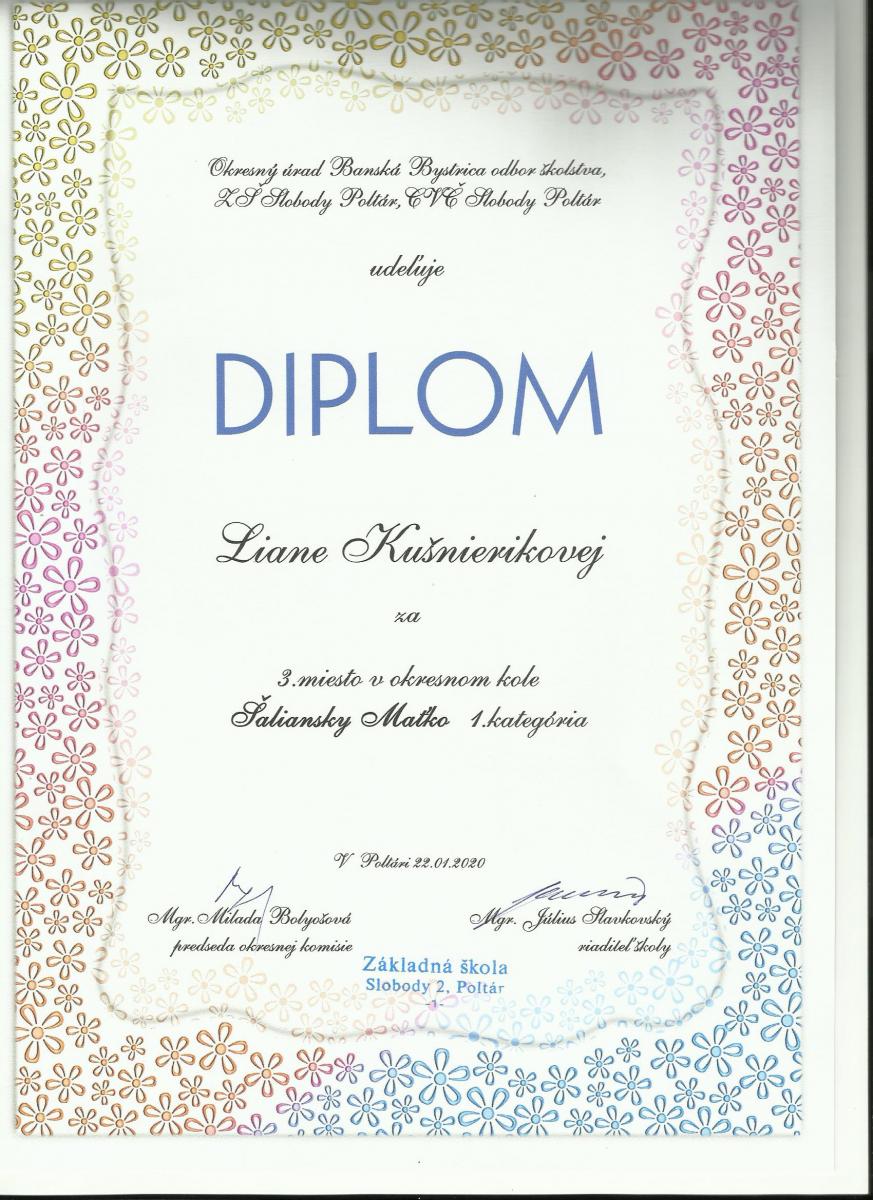 Okresný úrad Banská Bystrica odbor školstva,
ZŠ Slobody Poltár, CVČ Slobody Poltár
udeľuje
DIPLOM
Liane Kušnierikovej
za
3.miesto v okresnom kole
Šaliansky Maťko 1.kategória
V Poltári 22.01.2020
Mgr. Milada Bolyošová
predseda okresnej komisie
Mgr. Július Slavkovský
riaditeľ školy
Základná škola
Slobody 2, Poltár
-1-